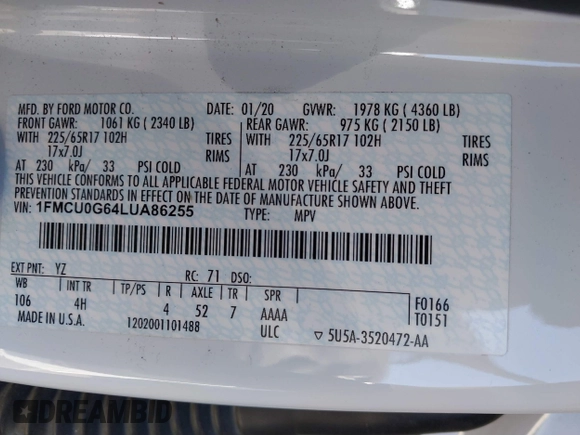 MFD. BY FORD MOTOR CO. DATE: 01/20 GVWR: 1978 KG ( 4360 LB)
FRONT GAWR: 1061 KG ( 2340 LB) REAR GAWR: 975 KG ( 2150 LB)
WITH 225/65R17 102H TIRES WITH 225/65R17 102H TIRES
17x7.0J RIMS 17x7.0J RIMS
AT 230 kPa/ 33 PSI COLD AT 230 kPa/ 33 PSI COLD
THIS VEHICLE CONFORMS TO ALL APPLICABLE FEDERAL MOTOR VEHICLE SAFETY AND THEFT
PREVENTION STANDARDS IN EFFECT ON THE DATE OF MANUFACTURE SHOWN ABOVE.
VIN: 1FMCU0G64LUA86255 TYPE: MPV
EXT PNT: YZ RC: 71 DSO:
WB INT TR TP/PS R AXLE TR SPR F0166
106 4H 4 52 7 AAAA T0151
MADE IN U.S.A. 1202001101488 ULC ▽ 5U5A-3520472-AA
DREAMBID